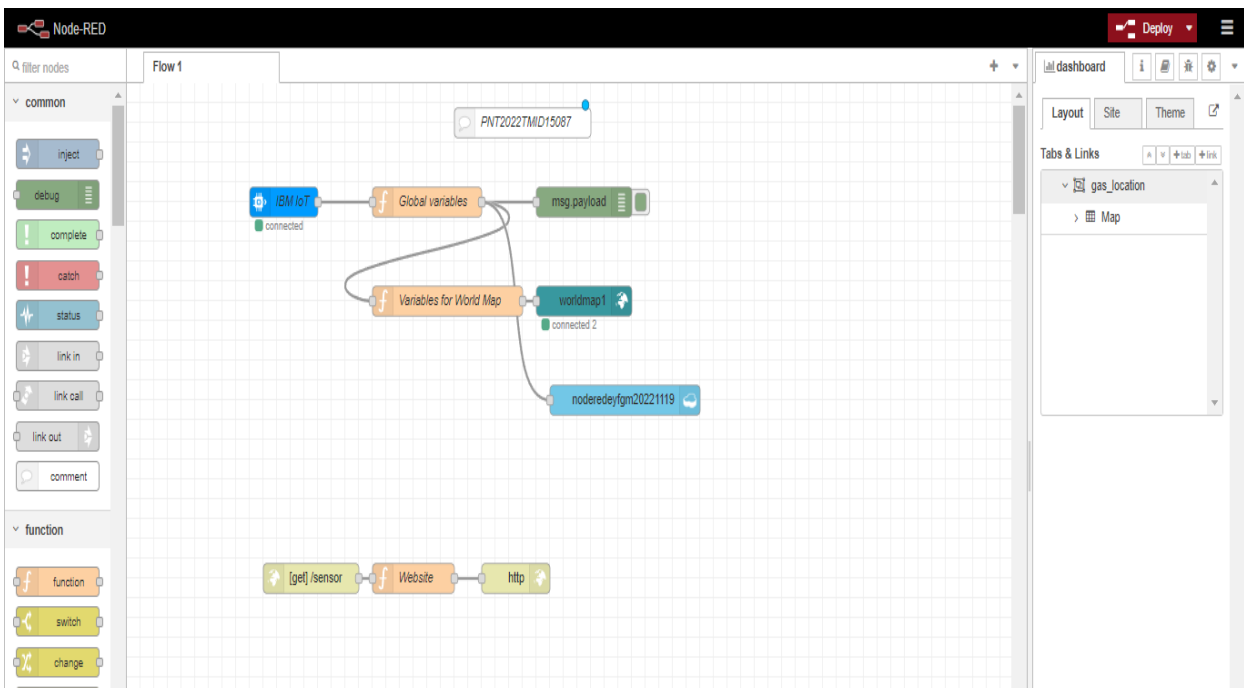 Node-RED
Deploy
filter nodes
Flow 1
dashboard
i
common
inject
debug
complete
catch
status
link in
link call
link out
comment
function
function
switch
change
PNT2022TMID15087
IBM IoT
connected
Global variables
msg.payload
Variables for World Map
worldmap1
connected 2
noderedeyfgm20221119
[get] /sensor
Website
http
Layout
Site
Theme
Tabs & Links
+tab
+link
gas_location
Map